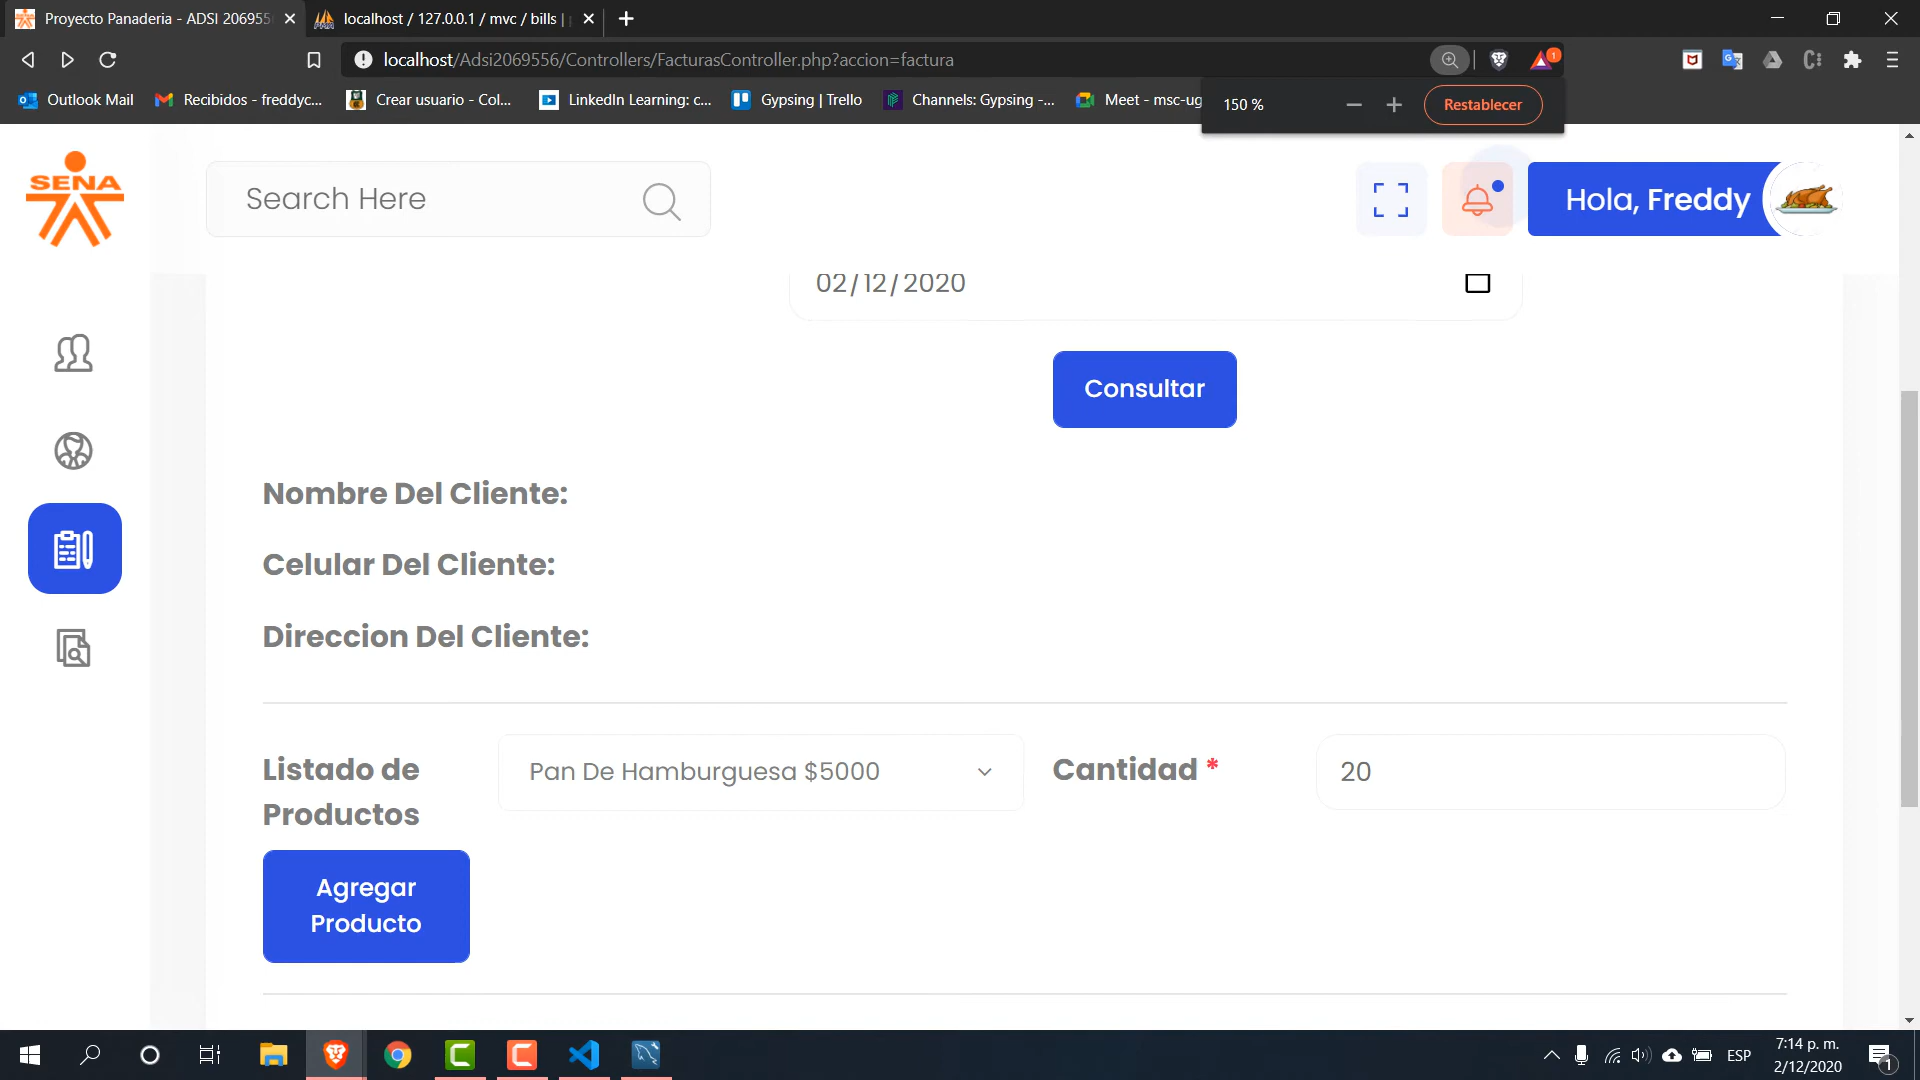 Proyecto Panaderia - ADSI 206955
localhost / 127.0.0.1 / mvc / bills |
localhost/Adsi2069556/Controllers/FacturasController.php?accion=factura
1
Outlook Mail
Recibidos - freddyc...
Crear usuario - Col...
LinkedIn Learning: c...
Gypsing | Trello
Channels: Gypsing -...
Meet - msc-ug
150 %
Restablecer
SENA
Search Here
Hola, Freddy
02/12/2020
Consultar
Nombre Del Cliente:
Celular Del Cliente:
Direccion Del Cliente:
Listado de
Productos
Pan De Hamburguesa $5000
Cantidad *
20
Agregar
Producto
ESP
7:14 p. m.
2/12/2020
1